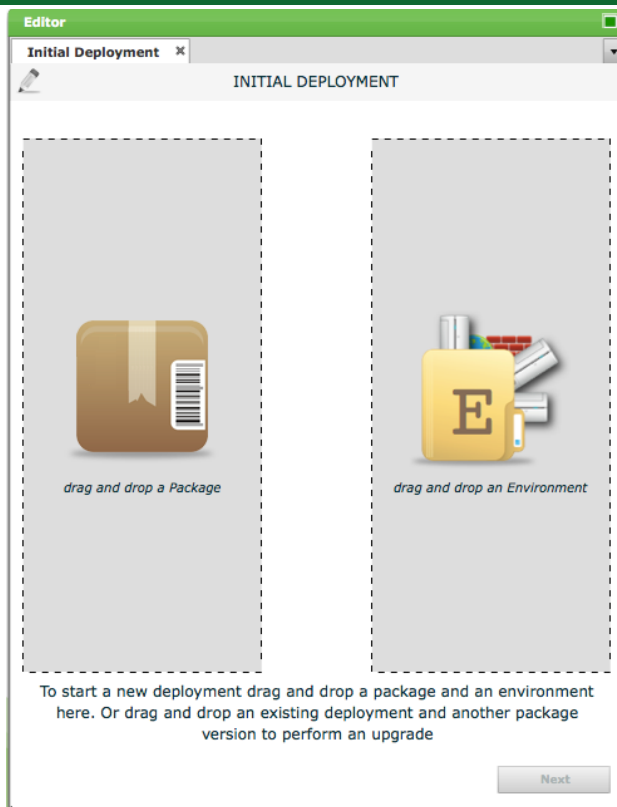 Editor
Initial Deployment ×
INITIAL DEPLOYMENT
E
drag and drop a Package
drag and drop an Environment
To start a new deployment drag and drop a package and an environment
here. Or drag and drop an existing deployment and another package
version to perform an upgrade
Next